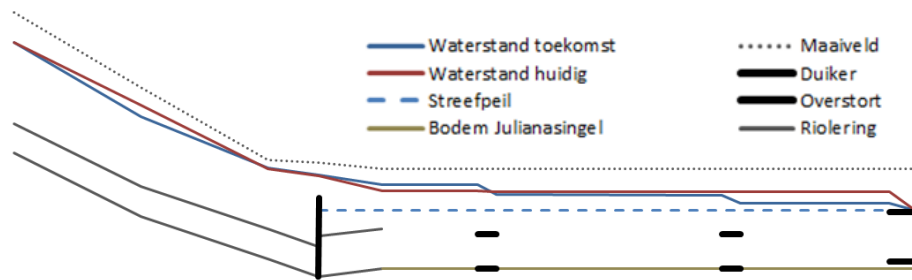 Waterstand toekomst
Waterstand huidig
Streefpeil
Bodem Julianasingel
Maaiveld
Duiker
Overstort
Riolering